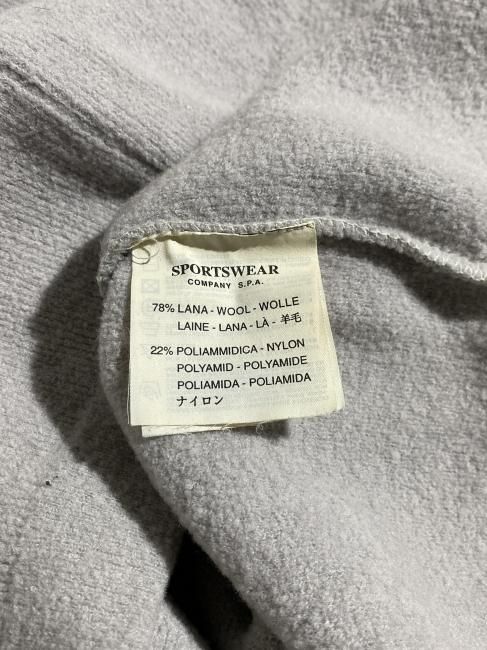 SPORTSWEAR
COMPANY S.P.A.
78% LANA - WOOL - WOLLE
LAINE - LANA - LÀ - 羊毛
22% POLIAMMIDICA - NYLON
POLYAMID - POLYAMIDE
POLIAMIDA - POLIAMIDA
ナイロン